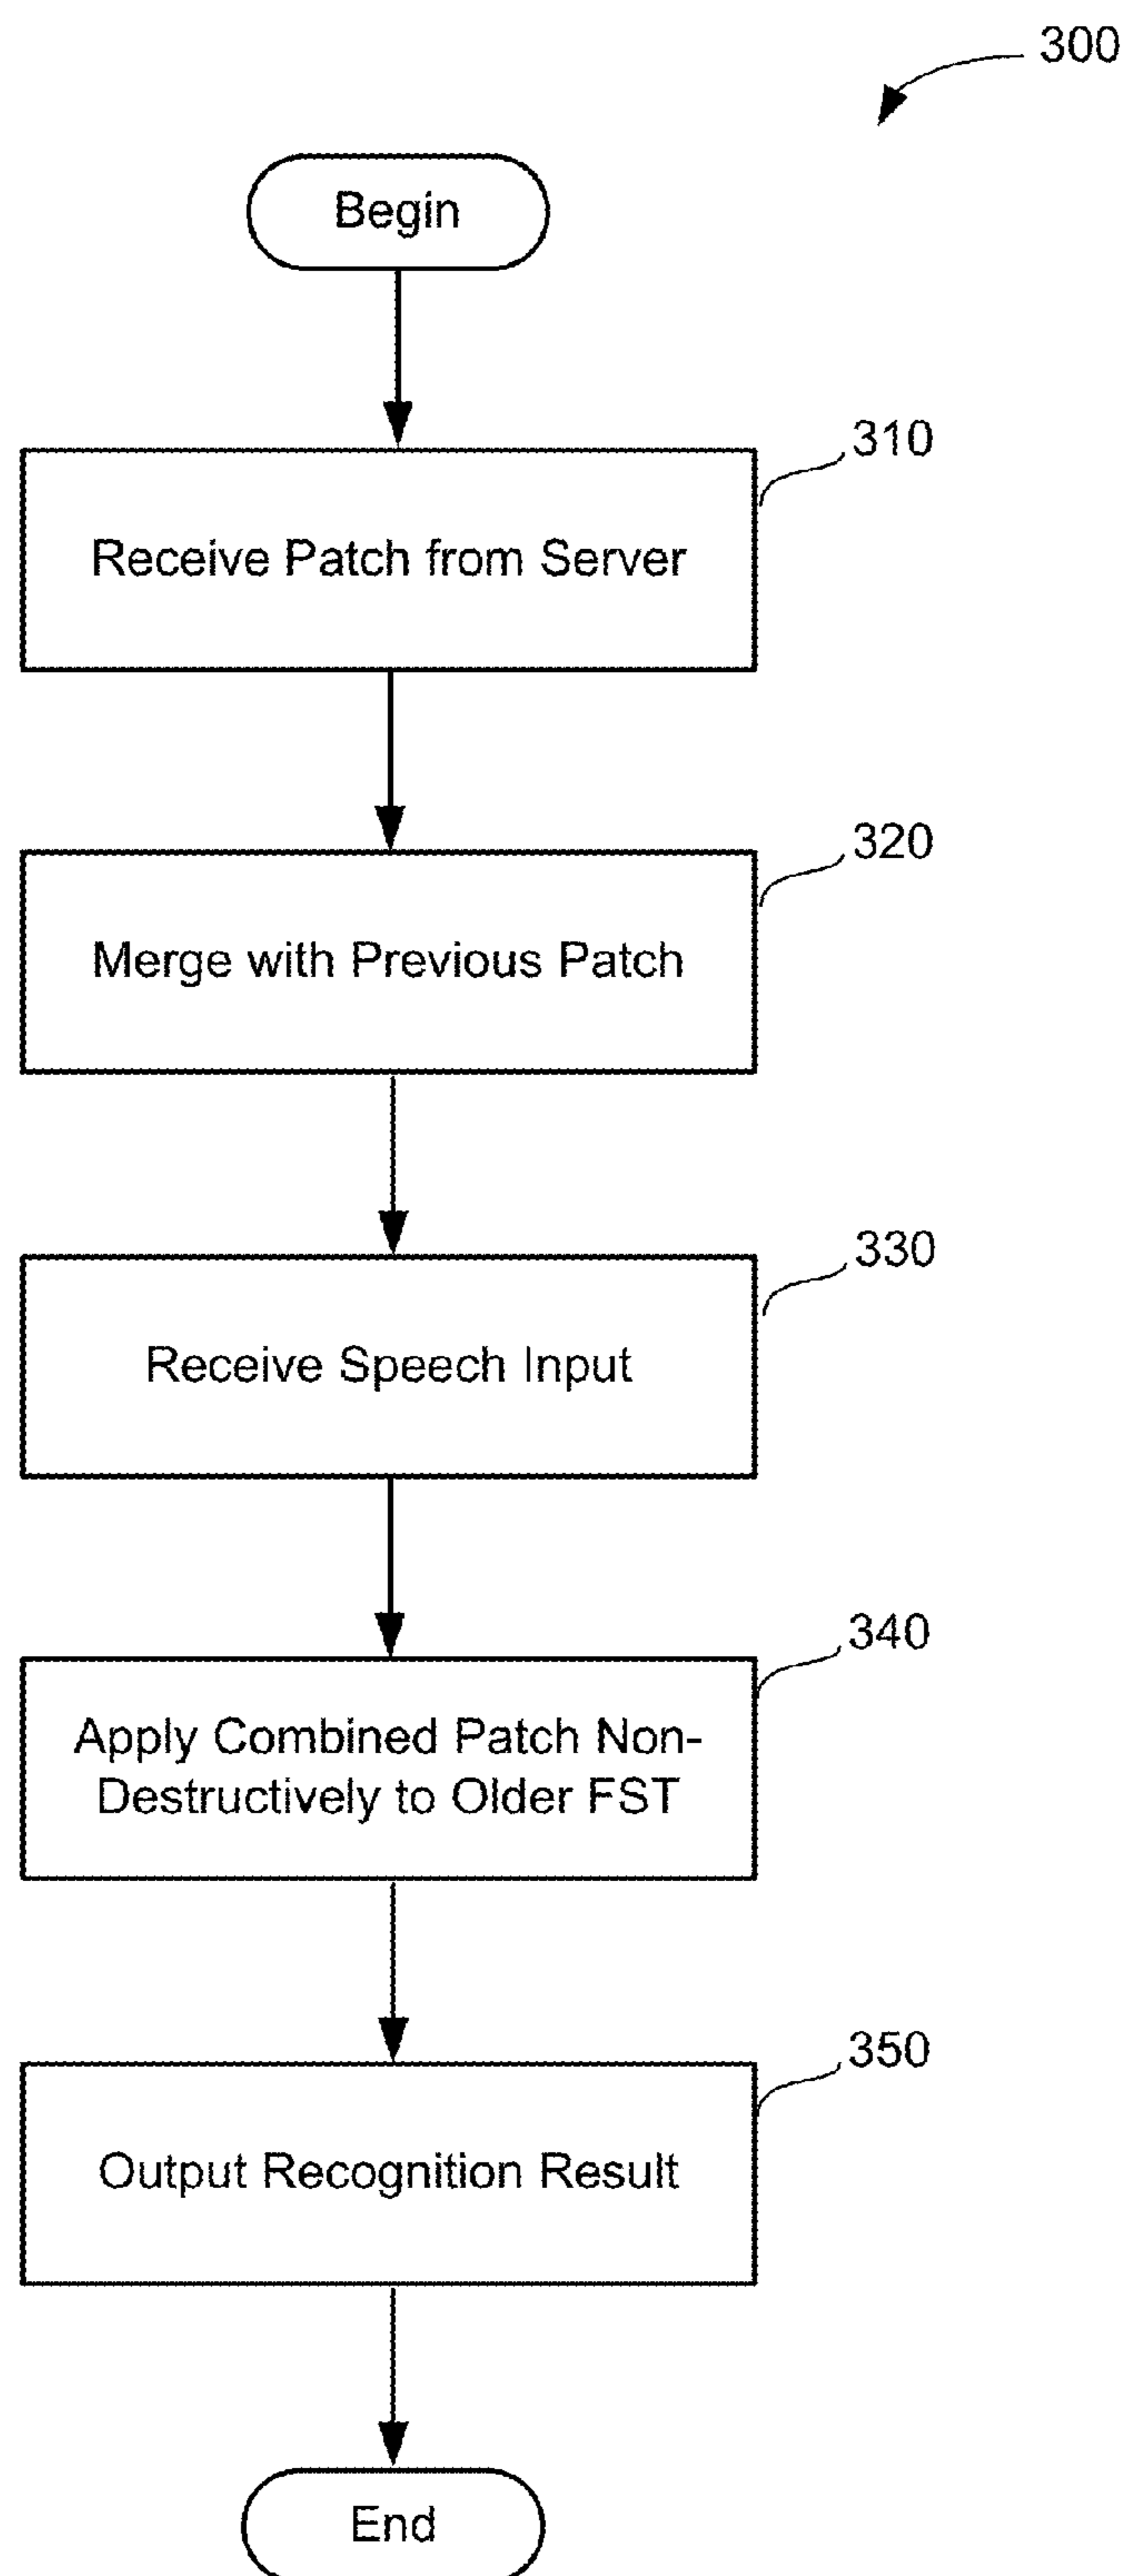 300
Begin
310
Receive Patch from Server
320
Merge with Previous Patch
330
Receive Speech Input
340
Apply Combined Patch Non-
Destructively to Older FST
350
Output Recognition Result
End